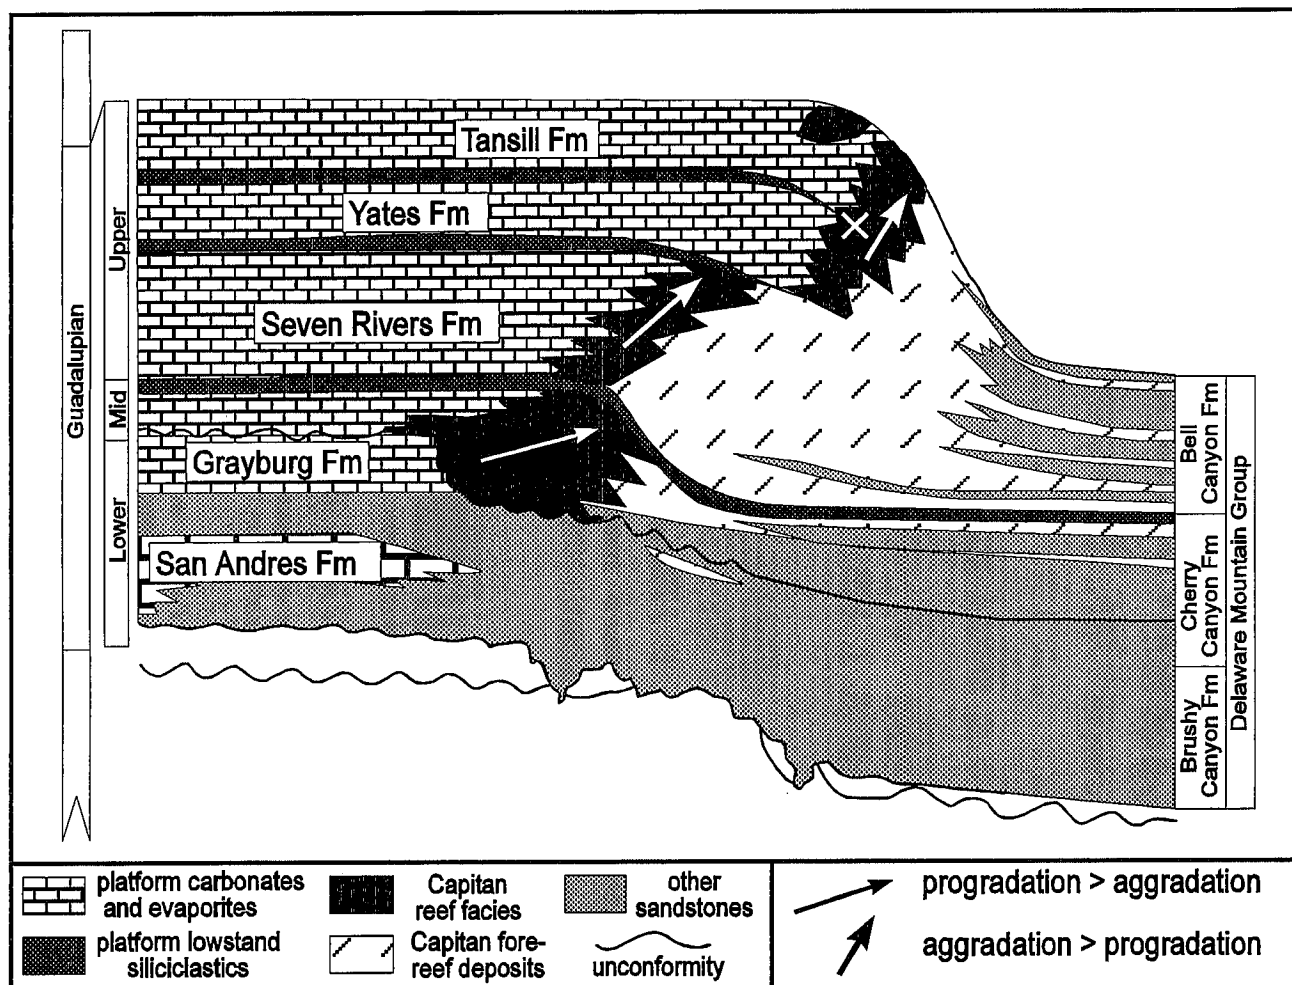 Guadalupian
Upper
Mid
Lower
Tansill Fm
Yates Fm
Seven Rivers Fm
Grayburg Fm
San Andres Fm
Bell
Canyon Fm
Cherry
Canyon Fm
Brushy
Canyon Fm
Delaware Mountain Group
platform carbonates
and evaporites
platform lowstand
siliciclastics
Capitan
reef facies
Capitan fore-
reef deposits
other
sandstones
unconformity
progradation > aggradation
aggradation > progradation